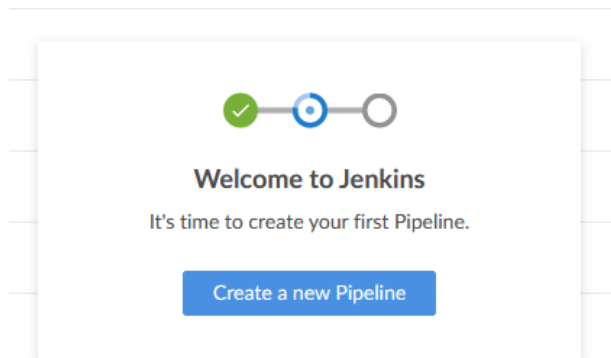 Welcome to Jenkins
It's time to create your first Pipeline.
Create a new Pipeline